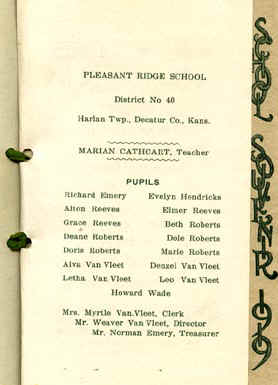 PLEASANT RIDGE SCHOOL
District No 40
Harlan Twp., Decatur Co., Kans.
MARIAN CATHCART, Teacher
PUPILS
Richard Emery Evelyn Hendricks
Alton Reeves Elmer Reeves
Grace Reeves Beth Roberts
Deane Roberts Dole Roberts
Doris Roberts Marie Roberts
Alva Van Vleet Denzel Van Vleet
Letha Van Vleet Leo Van Vleet
Howard Wade
Mrs. Myrtle Van.Vleet, Clerk
Mr. Weaver Van Vleet, Director
Mr. Norman Emery, Treasurer
SCHOOL SOUVENIR